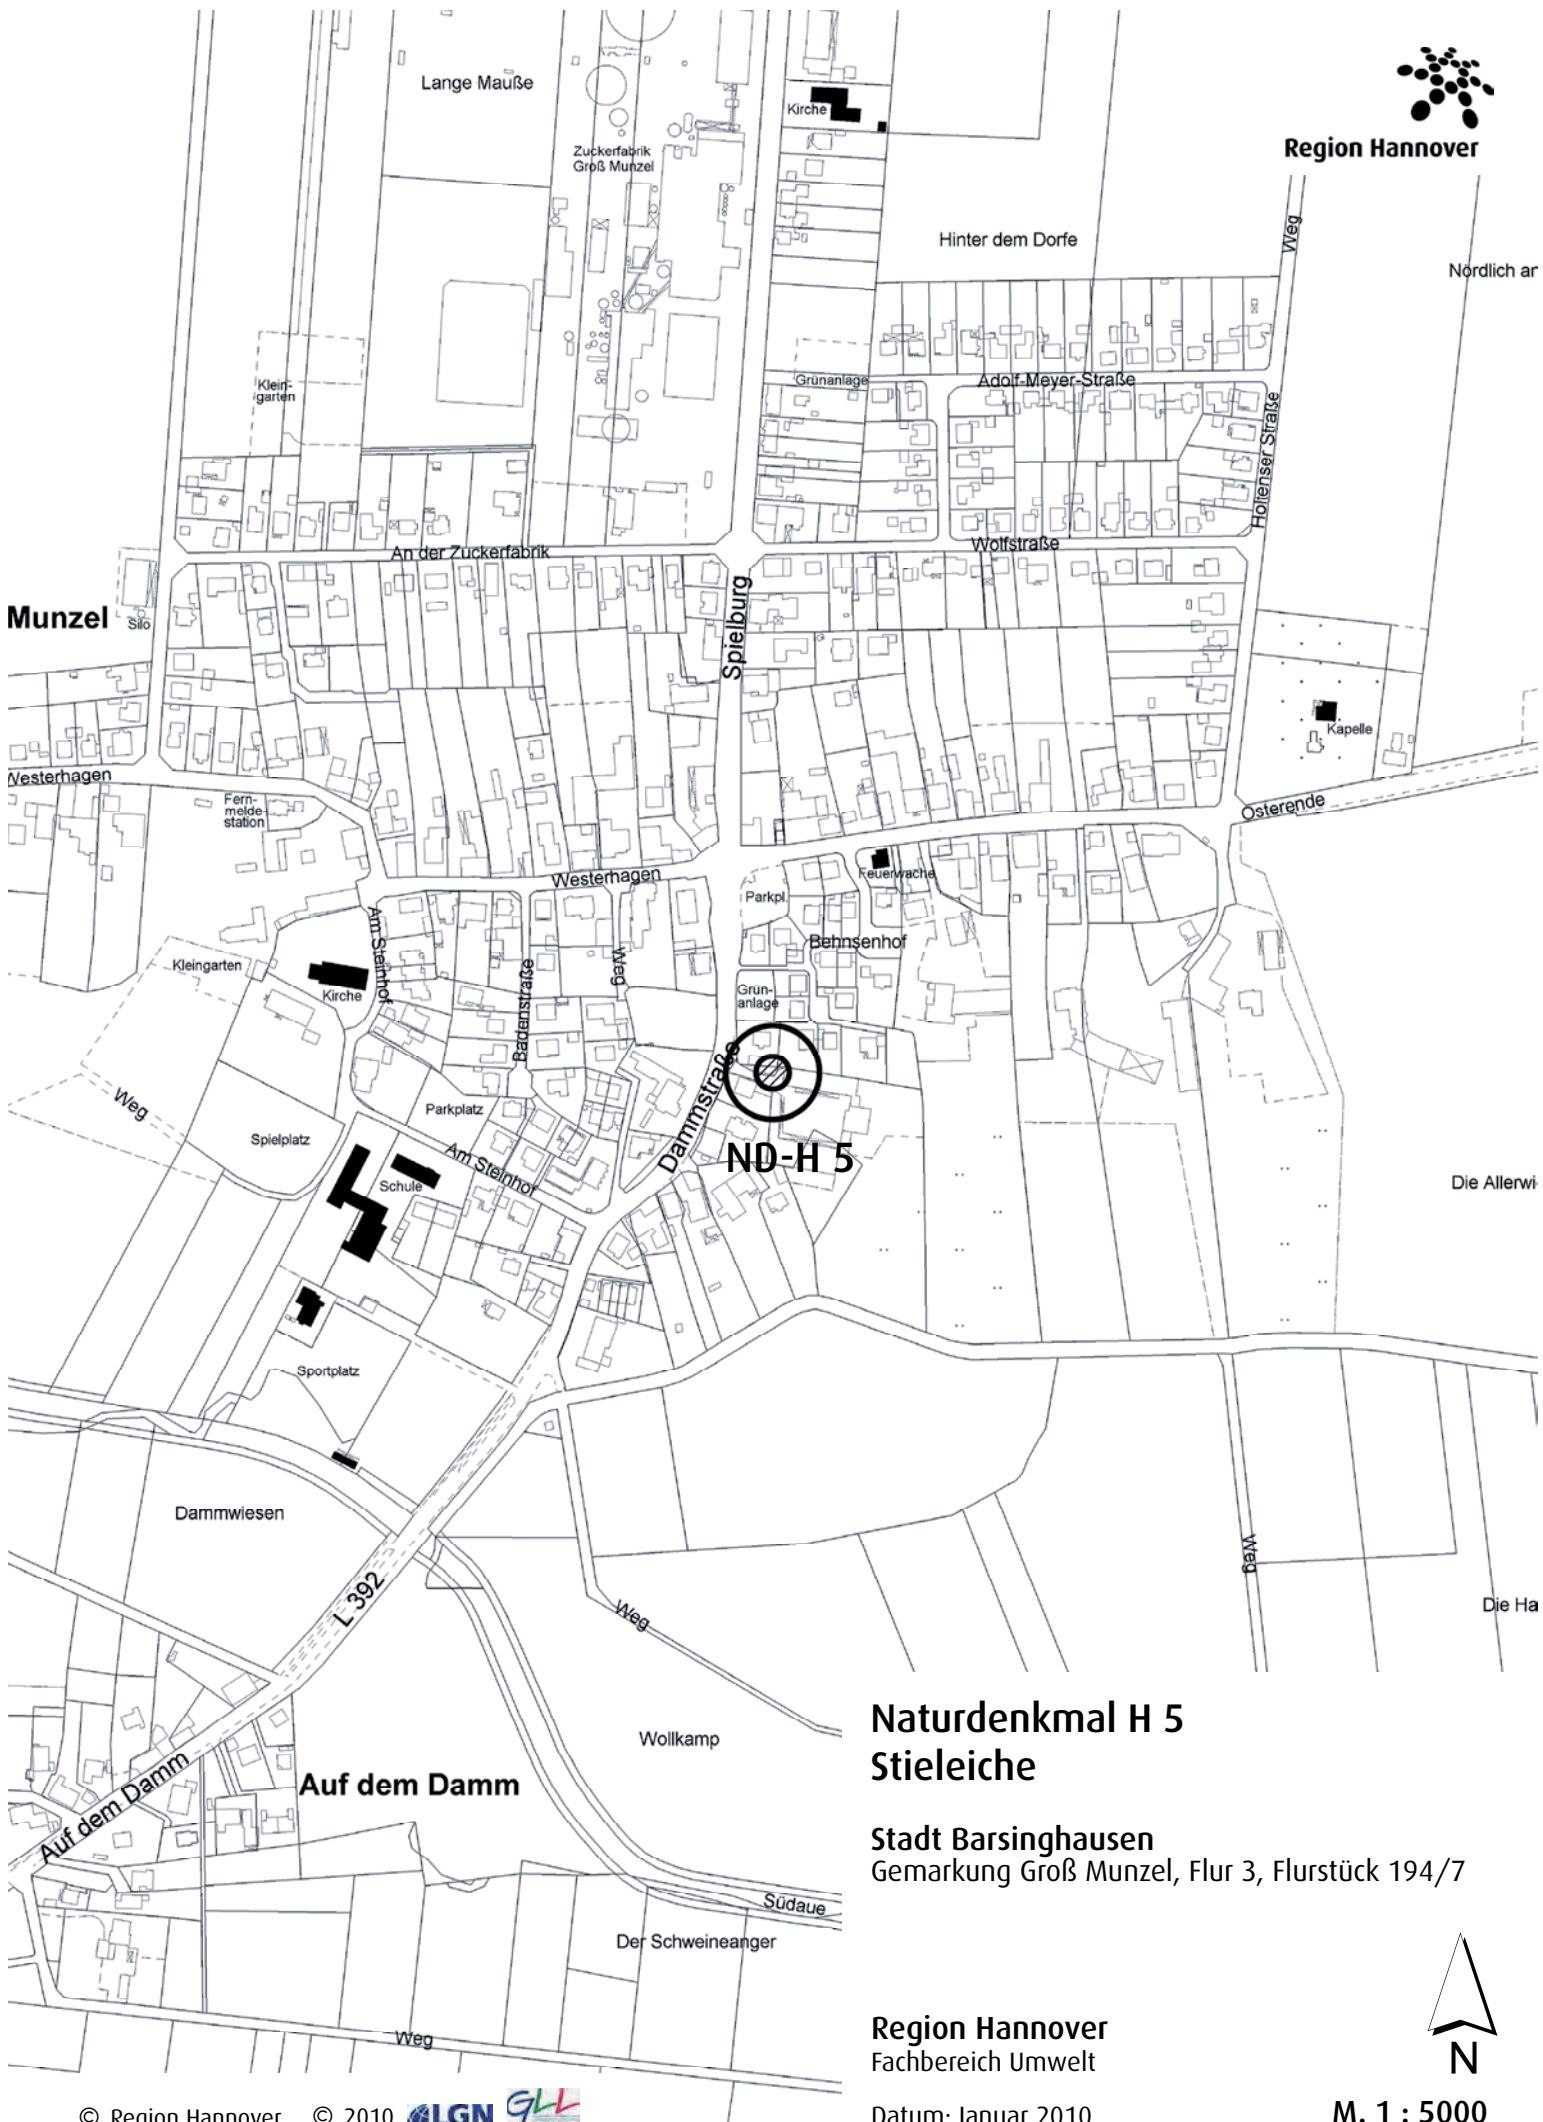 Lange Mauße
Kirche
Region Hannover
Zuckerfabrik
Groß Munzel
Hinter dem Dorfe
Weg
Nördlich
Klein-
garten
Grünanlage
Adolf-Meyer-Straße
Holtenser Straße
An der Zuckerfabrik
Wolfstraße
Munzel
Silo
Spielburg
Kapelle
Westerhagen
Fern-
melde
station
Osterende
Westerhagen
Feuerwache
Parkpl.
Am Steinhof
Behnsenhof
Kleingarten
Kirche
Badenstraße
Weg
Grün-
anlage
Dammstraße
Weg
Parkplatz
Spielplatz
Am Steinhof
ND-H 5
Schule
Die
Sportplatz
Dammwiesen
L 392
Weg
Weg
Die
Wollkamp
Auf dem Damm
Auf dem Damm
Südaue
Der Schweineanger
Weg
Naturdenkmal H 5
Stieleiche
Stadt Barsinghausen
Gemarkung Groß Munzel, Flur 3, Flurstück 194/7
Region Hannover
Fachbereich Umwelt
N
© Region Hannover © 2010 LGN GLL
Datum: Januar 2010
M. 1 : 5000